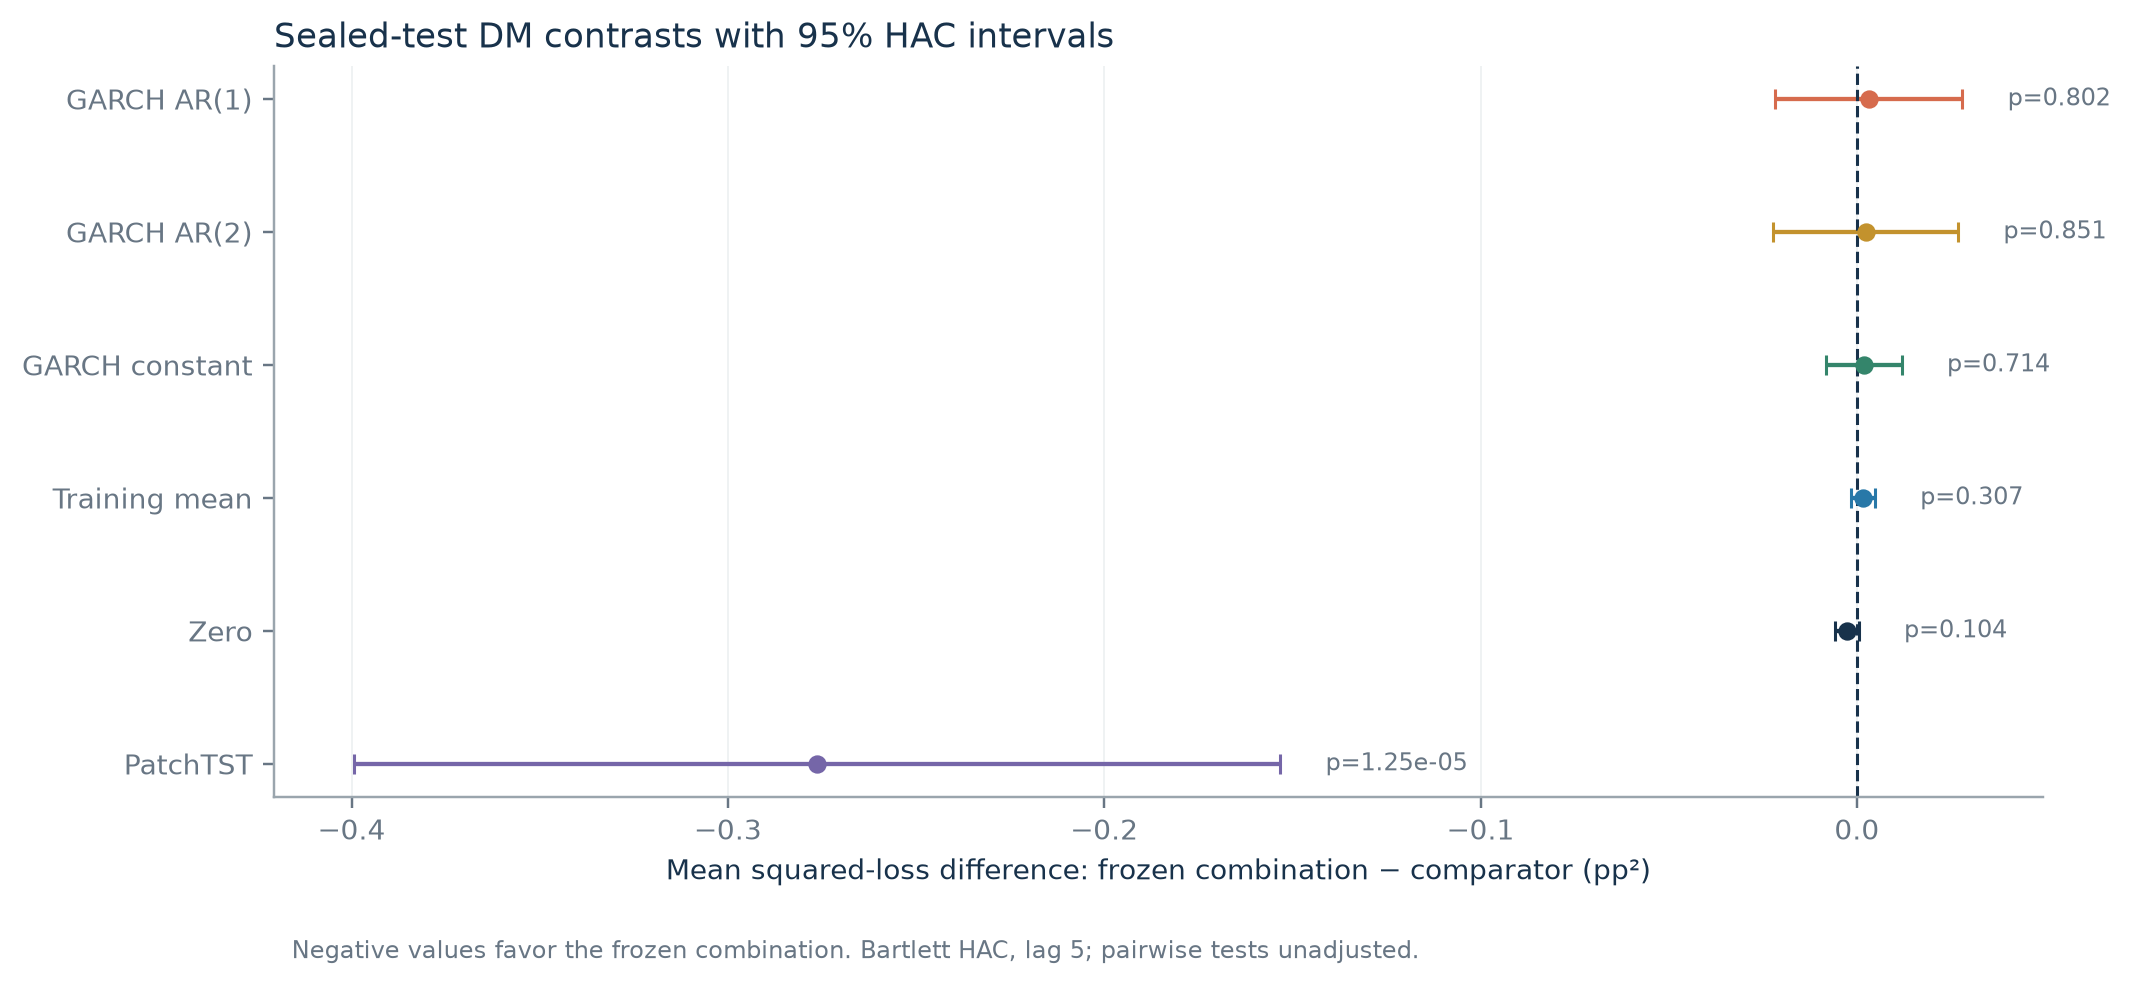 Sealed-test DM contrasts with 95% HAC intervals
GARCH AR(1)
p=0.802
GARCH AR(2)
p=0.851
GARCH constant
p=0.714
Training mean
p=0.307
Zero
p=0.104
PatchTST
p=1.25e-05
−0.4
−0.3
−0.2
−0.1
0.0
Mean squared-loss difference: frozen combination − comparator (pp²)
Negative values favor the frozen combination. Bartlett HAC, lag 5; pairwise tests unadjusted.